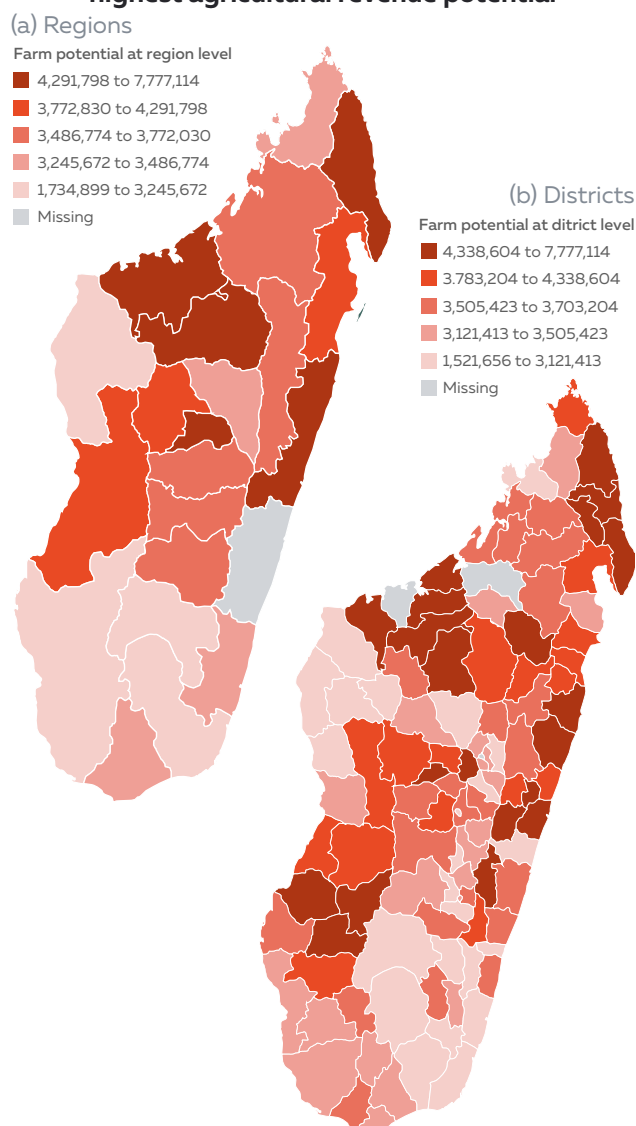 highest agricultural revenue potential
(a) Regions
Farm potential at region level
4,291,798 to 7,777,114
3,772,830 to 4,291,798
3,486,774 to 3,772,030
3,245,672 to 3,486,774
1,734,899 to 3,245,672
Missing
(b) Districts
Farm potential at ditrict level
4,338,604 to 7,777,114
3.783,204 to 4,338,604
3,505,423 to 3,703,204
3,121,413 to 3,505,423
1,521,656 to 3,121,413
Missing